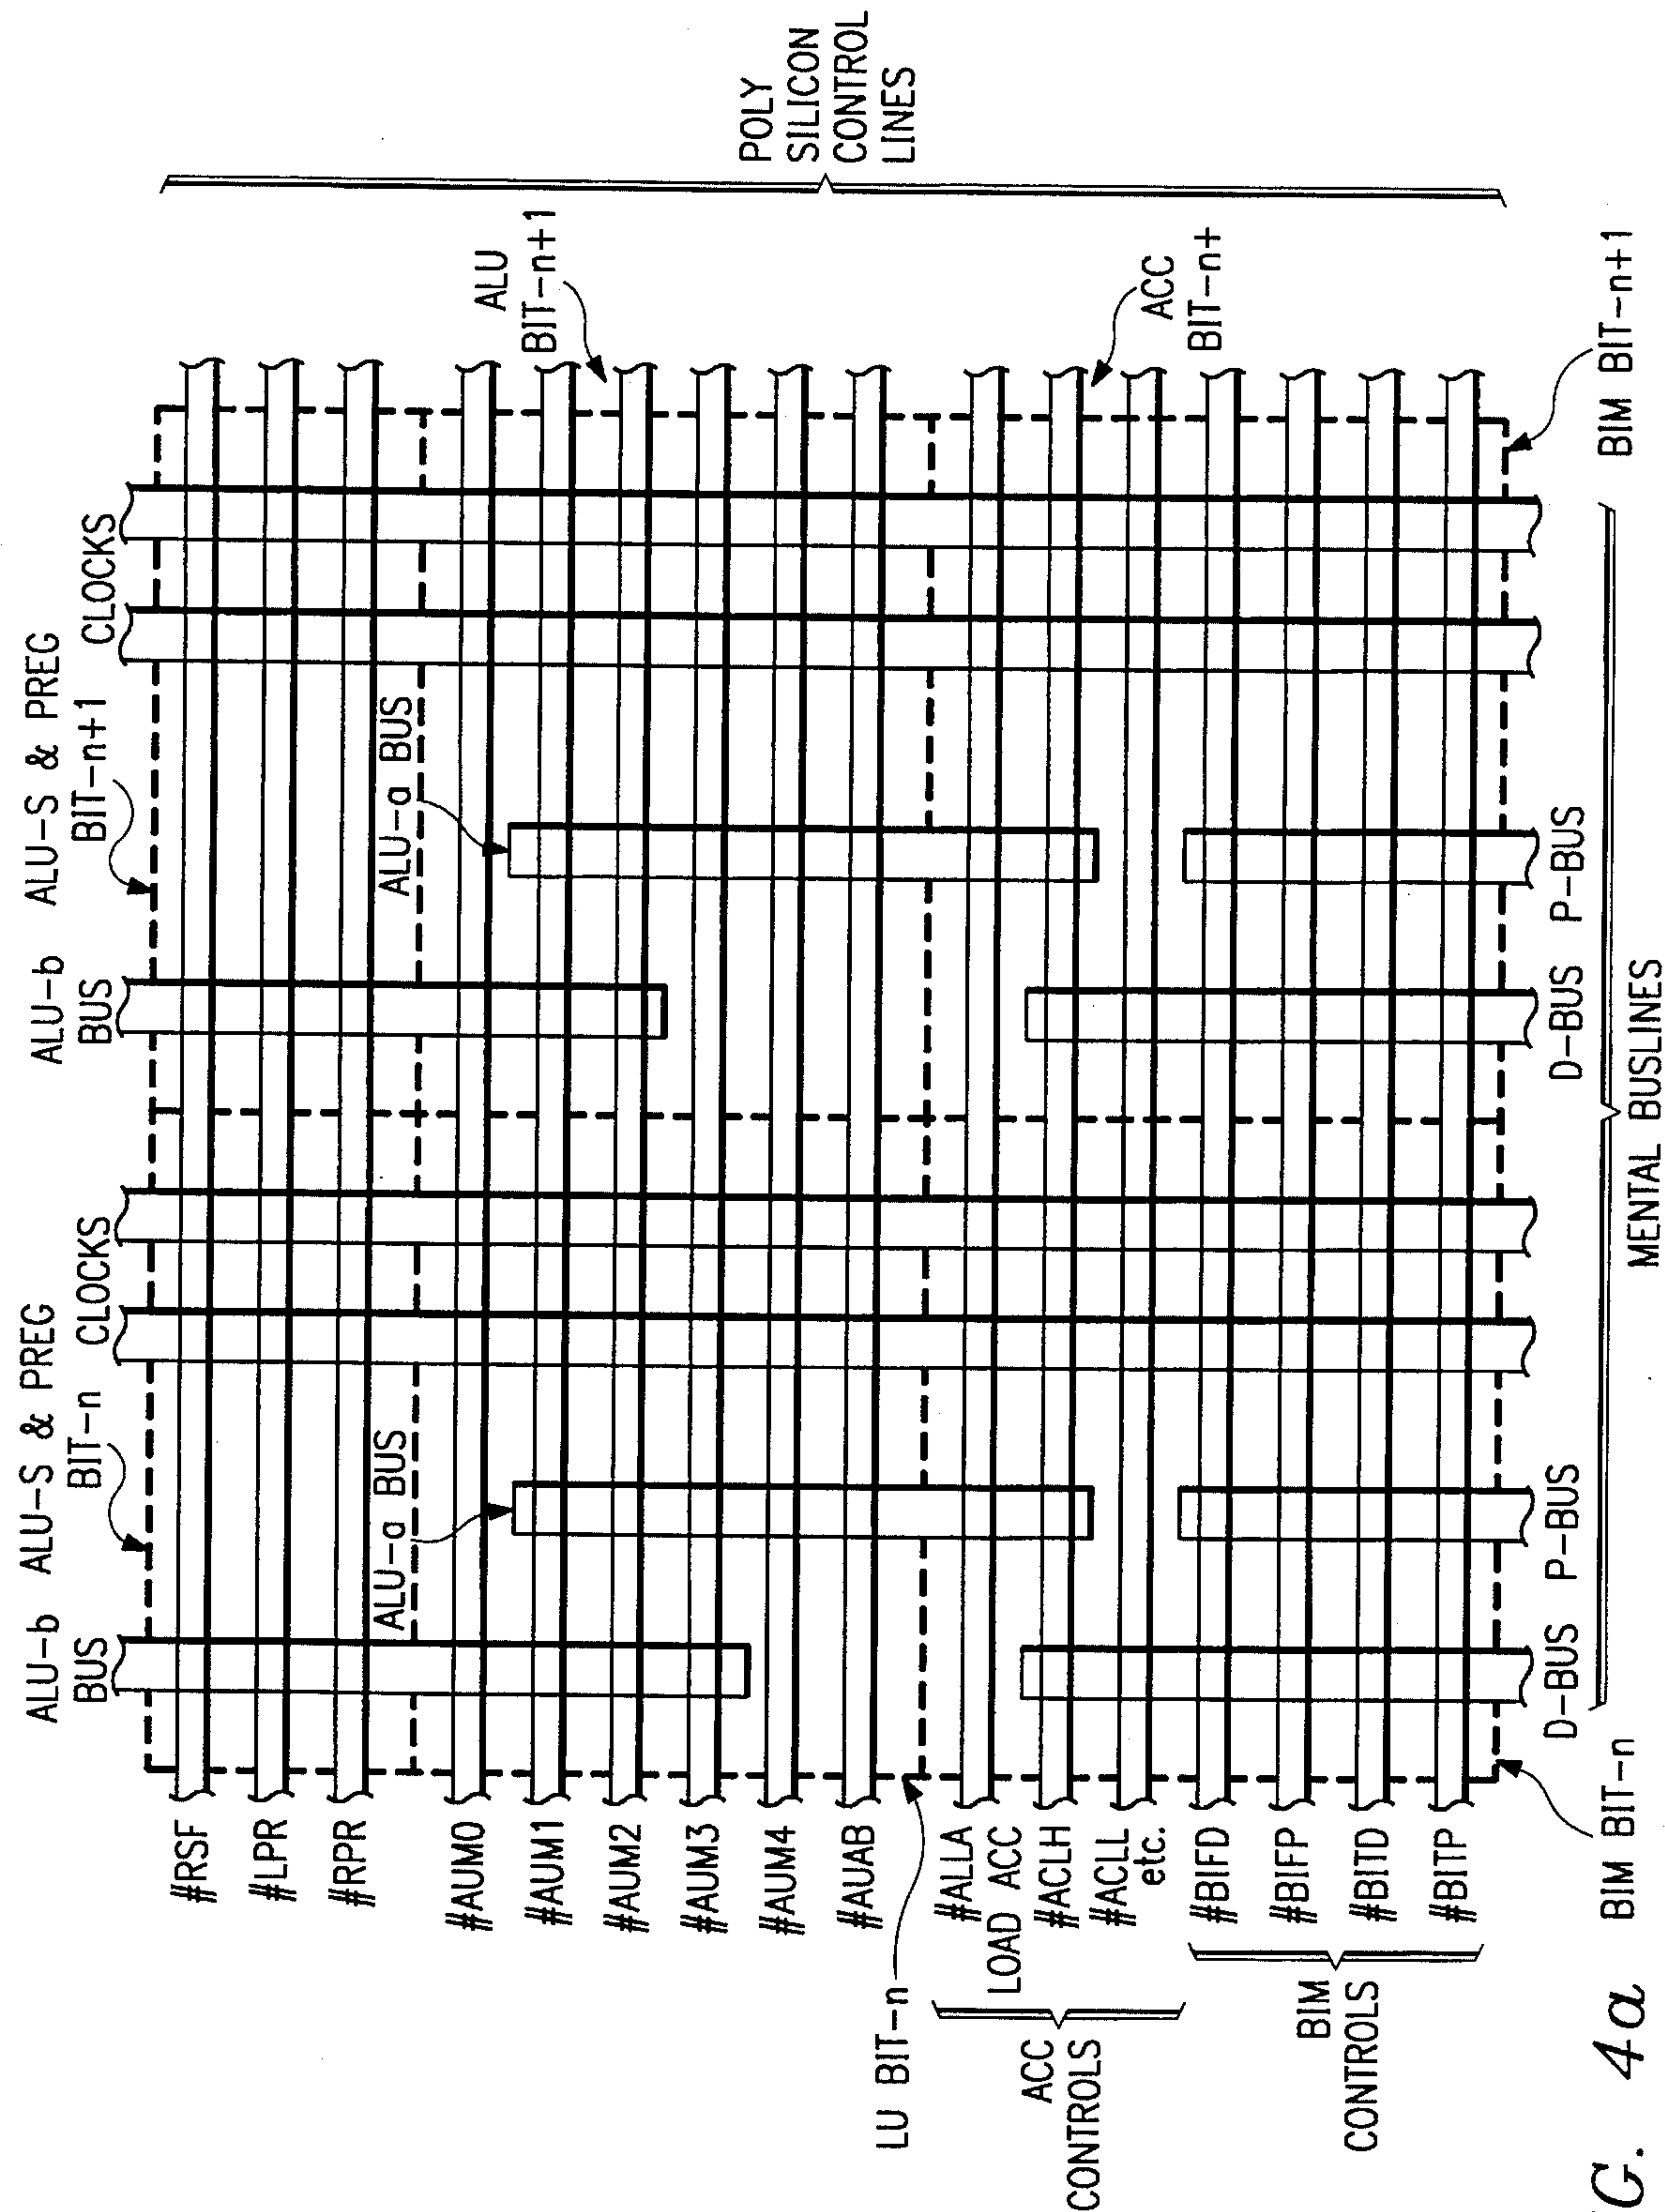 ALU-b
BUS
ALU-S & PREG
BIT-n
CLOCKS
ALU-b
BUS
ALU-S & PREG
BIT-n+1
CLOCKS
ALU-a BUS
ALU-a BUS
#RSF
#LPR
#RPR
#AUM0
#AUM1
#AUM2
#AUM3
#AUM4
#AUAB
LU BIT-n
#ALLA
LOAD ACC
#ACLH
#ACLL
etc.
ACC
CONTROLS
#BIFD
#BIFP
#BITD
#BITP
BIM
CONTROLS
ALU
BIT-n+1
ACC
BIT-n+
POLY
SILICON
CONTROL
LINES
BIM BIT-n
D-BUS
P-BUS
D-BUS
P-BUS
BIM BIT-n+1
MENTAL BUSLINES
G. 4a